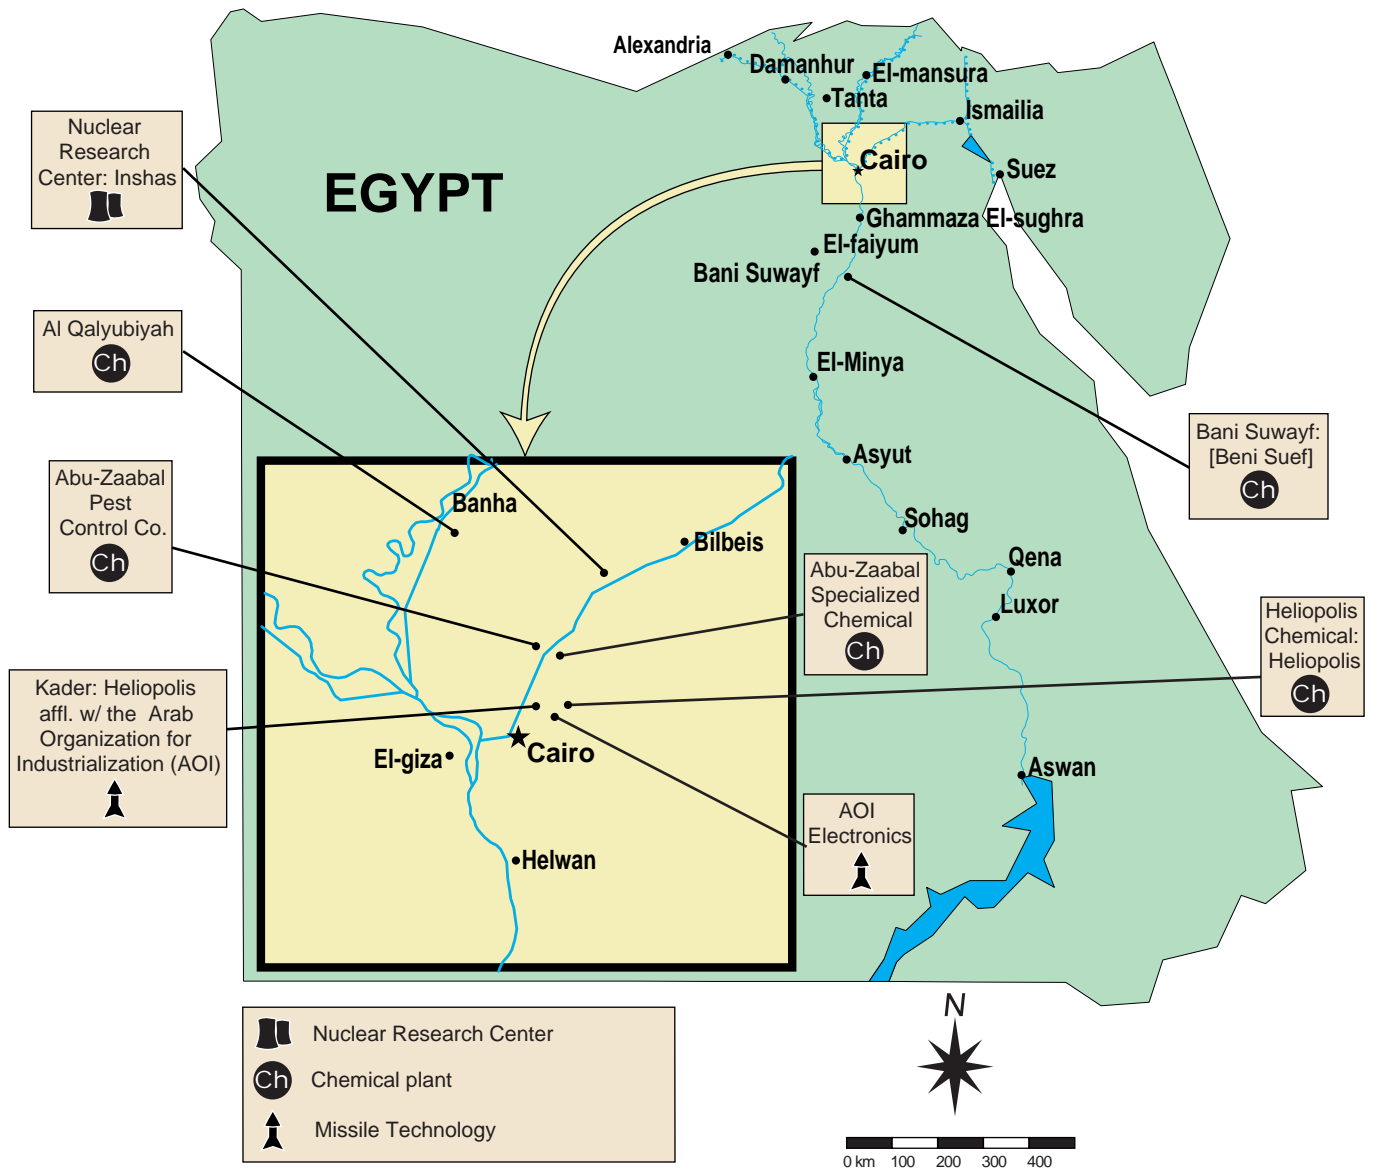 Alexandria
Damanhur
El-mansura
Tanta
Ismailia
Cairo
Suez
EGYPT
Ghammaza El-sughra
El-faiyum
Bani Suwayf
El-Minya
Asyut
Sohag
Qena
Luxor
Aswan
Nuclear
Research
Center: Inshas
Al Qalyubiyah
Ch
Abu-Zaabal
Pest
Control Co.
Ch
Kader: Heliopolis
affl. w/ the Arab
Organization for
Industrialization (AOI)
Bani Suwayf:
[Beni Suef]
Ch
Abu-Zaabal
Specialized
Chemical
Ch
Heliopolis
Chemical:
Heliopolis
Ch
AOI
Electronics
Banha
Bilbeis
El-giza
Cairo
Helwan
Nuclear Research Center
Ch Chemical plant
Missile Technology
N
0 km 100 200 300 400